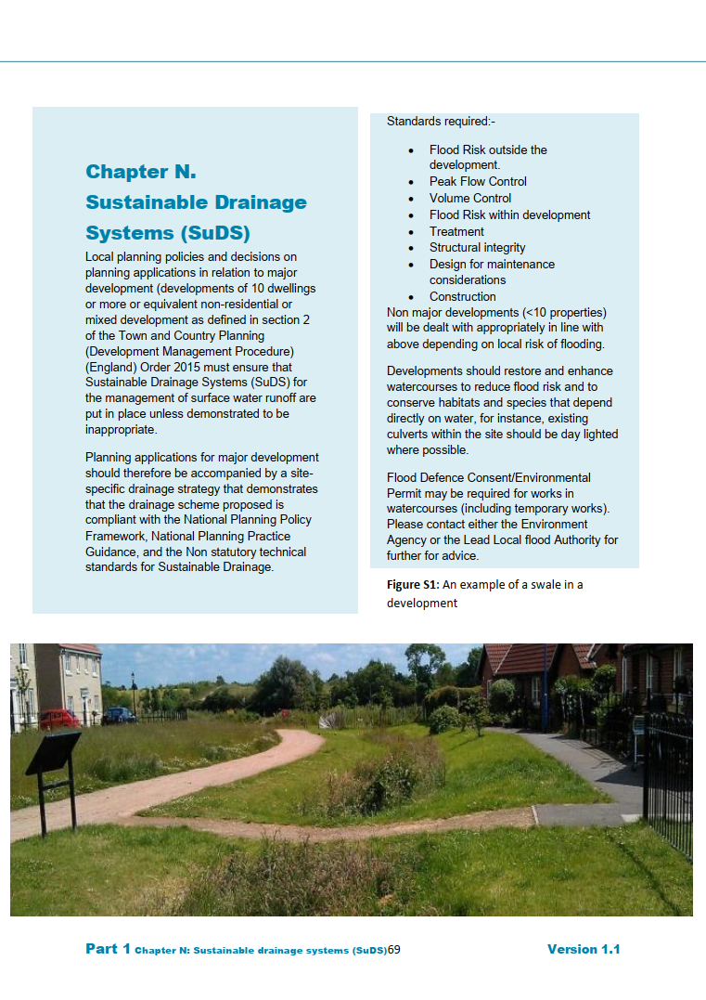 Chapter N.
Sustainable Drainage
Systems (SuDS)
Local planning policies and decisions on
planning applications in relation to major
development (developments of 10 dwellings
or more or equivalent non-residential or
mixed development as defined in section 2
of the Town and Country Planning
(Development Management Procedure)
(England) Order 2015 must ensure that
Sustainable Drainage Systems (SuDS) for
the management of surface water runoff are
put in place unless demonstrated to be
inappropriate.
Planning applications for major development
should therefore be accompanied by a site-
specific drainage strategy that demonstrates
that the drainage scheme proposed is
compliant with the National Planning Policy
Framework, National Planning Practice
Guidance, and the Non statutory technical
standards for Sustainable Drainage.
Standards required:-
• Flood Risk outside the
development.
• Peak Flow Control
• Volume Control
• Flood Risk within development
• Treatment
• Structural integrity
• Design for maintenance
considerations
• Construction
Non major developments (<10 properties)
will be dealt with appropriately in line with
above depending on local risk of flooding.
Developments should restore and enhance
watercourses to reduce flood risk and to
conserve habitats and species that depend
directly on water, for instance, existing
culverts within the site should be day lighted
where possible.
Flood Defence Consent/Environmental
Permit may be required for works in
watercourses (including temporary works).
Please contact either the Environment
Agency or the Lead Local flood Authority for
further for advice.
Figure S1: An example of a swale in a
development
Part 1 Chapter N: Sustainable drainage systems (SuDS)69
Version 1.1